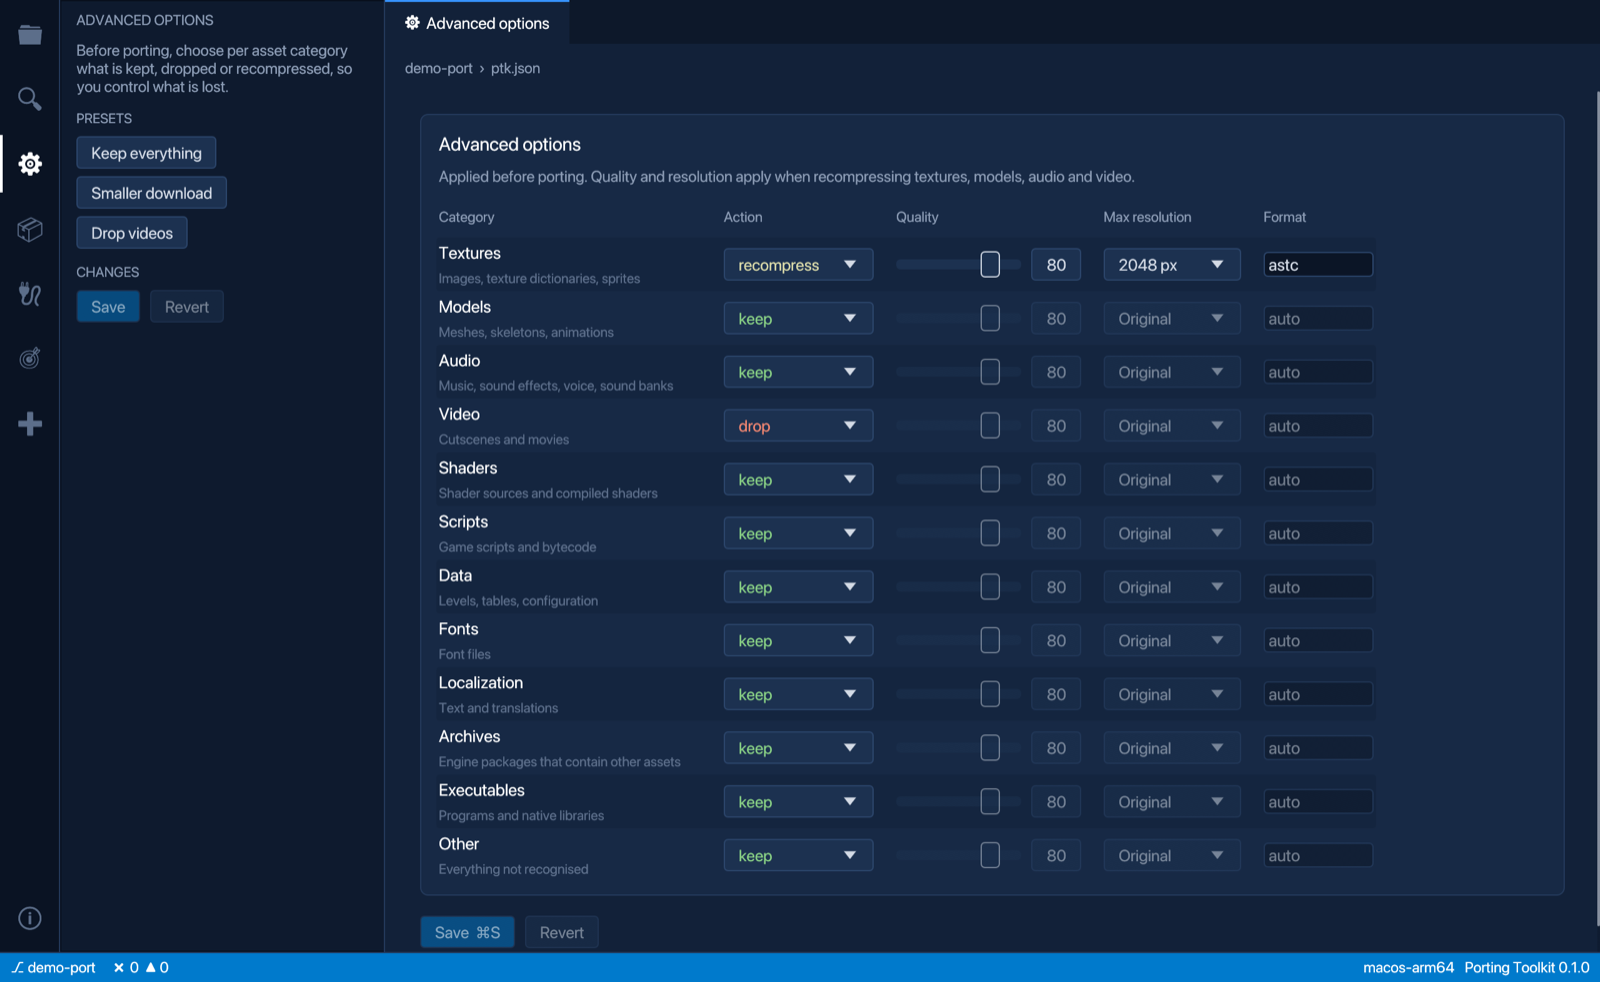 ADVANCED OPTIONS
Before porting, choose per asset category
what is kept, dropped or recompressed, so
you control what is lost.
PRESETS
Keep everything
Smaller download
Drop videos
CHANGES
Save Revert
Advanced options
demo-port › ptk.json
Advanced options
Applied before porting. Quality and resolution apply when recompressing textures, models, audio and video.
Category Action Quality Max resolution Format
Textures
Images, texture dictionaries, sprites
recompress 80 2048 px astc
Models
Meshes, skeletons, animations
keep 80 Original auto
Audio
Music, sound effects, voice, sound banks
keep 80 Original auto
Video
Cutscenes and movies
drop 80 Original auto
Shaders
Shader sources and compiled shaders
keep 80 Original auto
Scripts
Game scripts and bytecode
keep 80 Original auto
Data
Levels, tables, configuration
keep 80 Original auto
Fonts
Font files
keep 80 Original auto
Localization
Text and translations
keep 80 Original auto
Archives
Engine packages that contain other assets
keep 80 Original auto
Executables
Programs and native libraries
keep 80 Original auto
Other
Everything not recognised
keep 80 Original auto
Save ⌘S Revert
demo-port 0 0
macos-arm64 Porting Toolkit 0.1.0